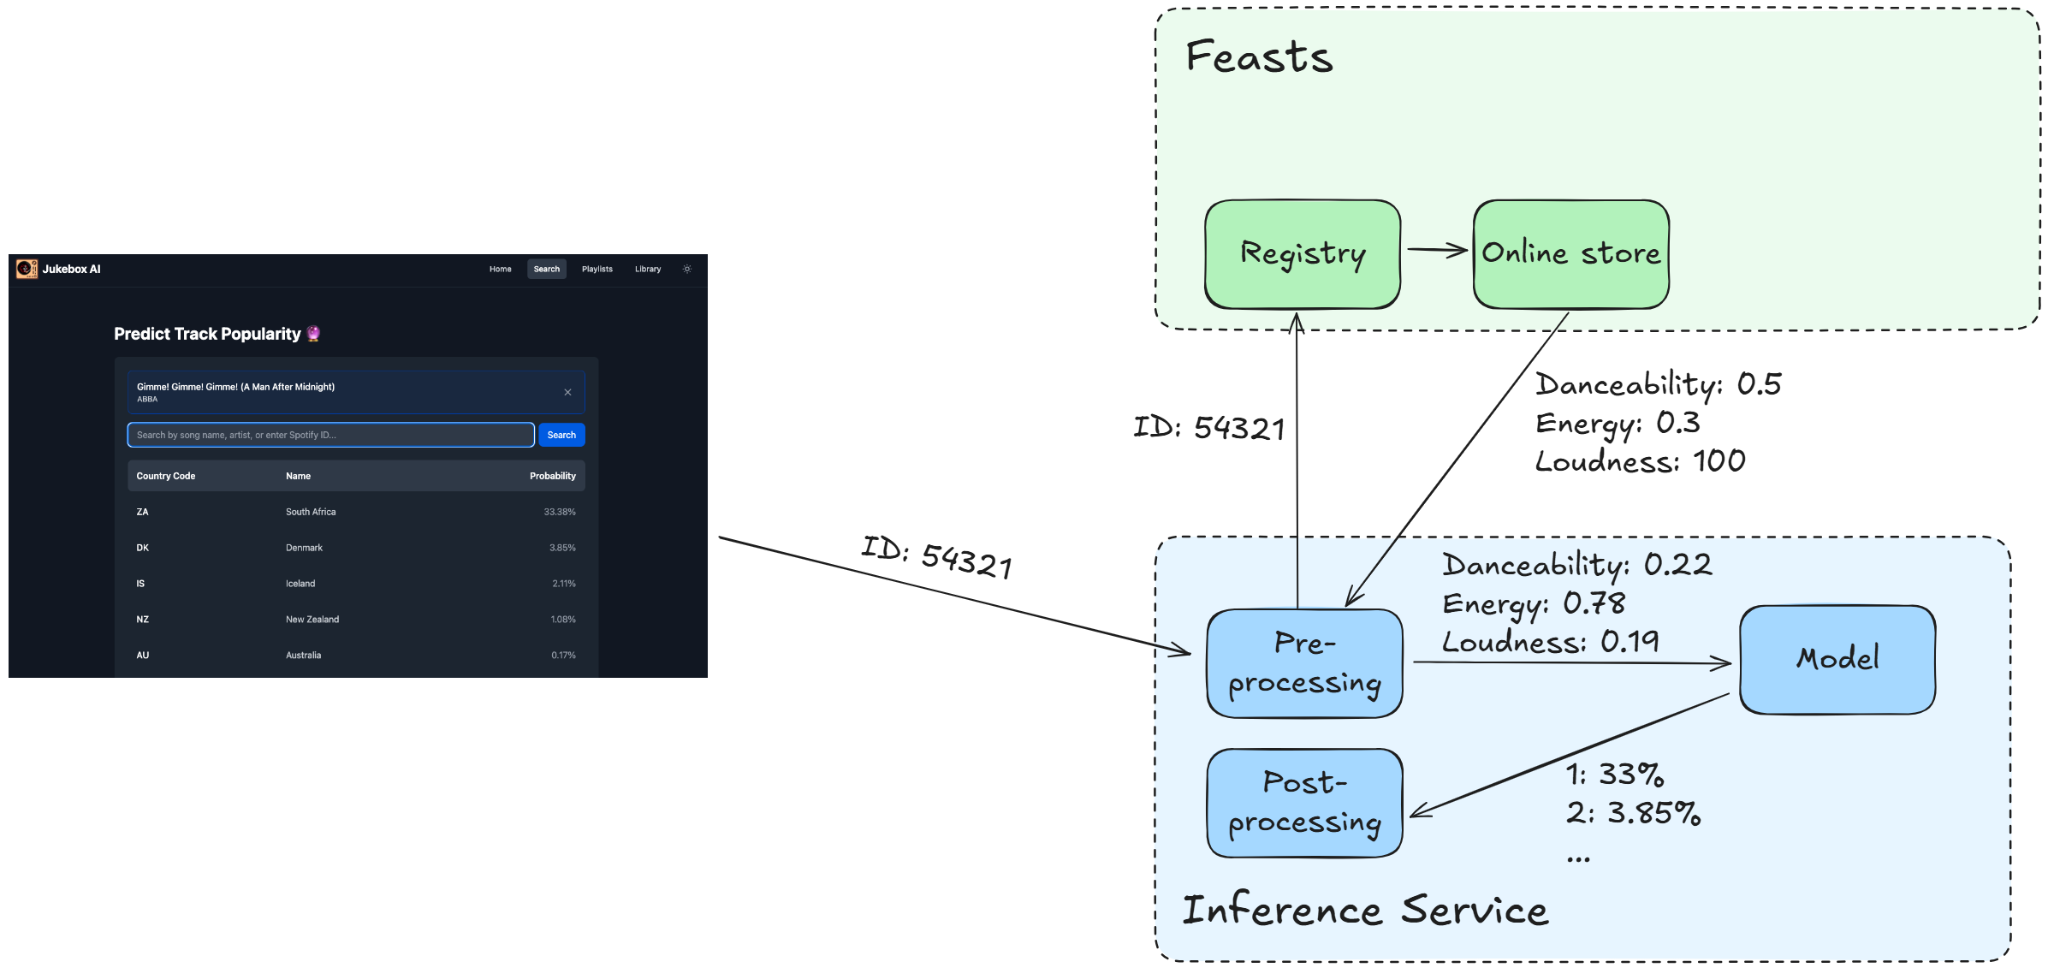 Jukebox AI
Home Search Playlists Library
Predict Track Popularity 🔮
Gimme! Gimme! Gimme! (A Man After Midnight)
ABBA
Search by song name, artist, or enter Spotify ID...
Search
Country Code Name Probability
ZA South Africa 33.38%
DK Denmark 3.85%
IS Iceland 2.11%
NZ New Zealand 1.08%
AU Australia 0.17%
ID: 54321
Feasts
Registry
Online store
ID: 54321
Danceability: 0.5
Energy: 0.3
Loudness: 100
Danceability: 0.22
Energy: 0.78
Loudness: 0.19
Pre-
processing
Model
Post-
processing
1: 33%
2: 3.85%
...
Inference Service